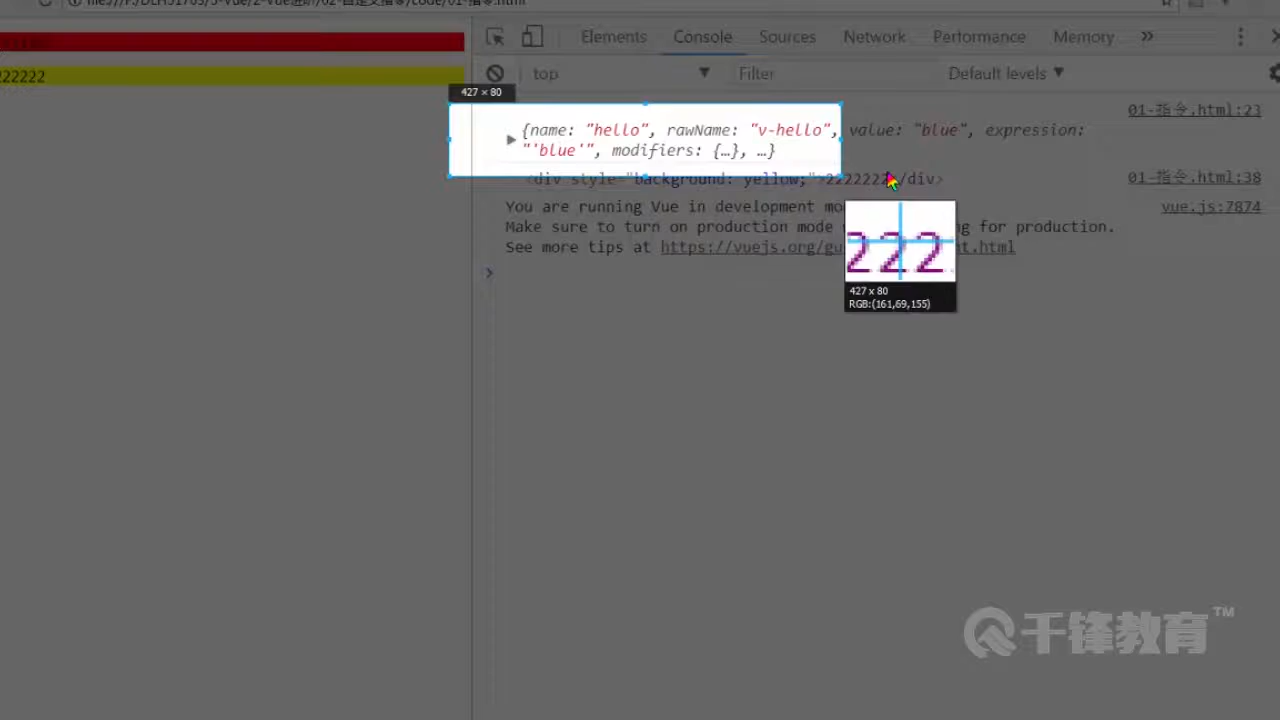 Elements Console Sources Network Performance Memory »
top Filter Default levels
427 × 80
01-指令.html:23
{name: "hello", rawName: "v-hello", value: "blue", expression:
"'blue'", modifiers: {…}, …}
<div style="background: yellow;">2222222</div> 01-指令.html:38
You are running Vue in development mo vue.js:7874
Make sure to turn on production mode g for production.
See more tips at https://vuejs.org/gu nt.html
222222
222
427 x 80
RGB:(161,69,155)
千锋教育™